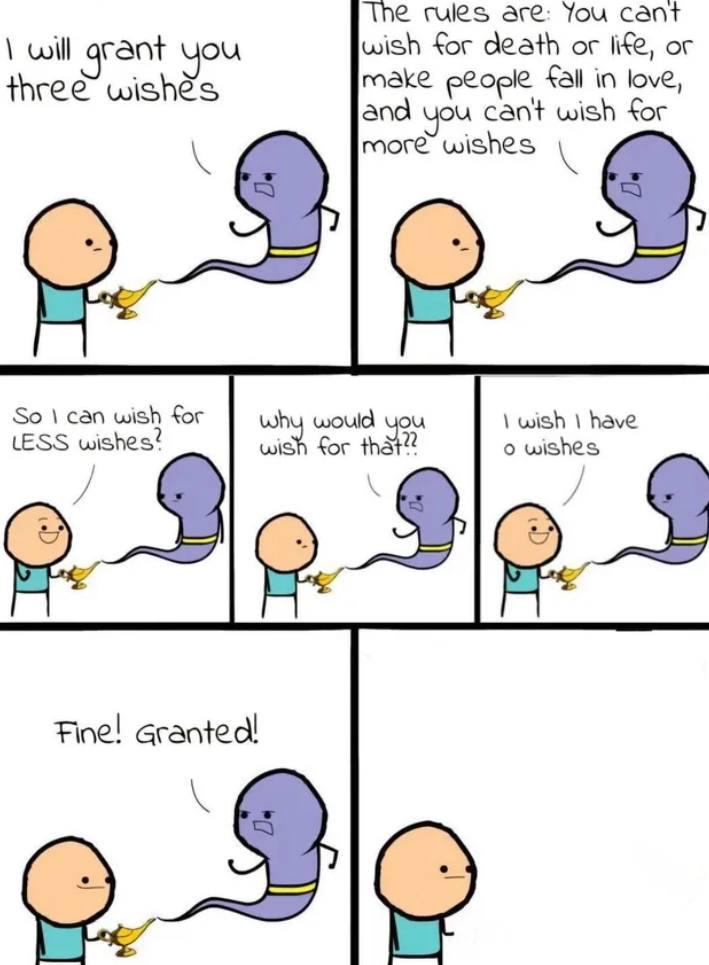 I will grant you
three wishes
The rules are: You can't
wish for death or life, or
make people fall in love,
and you can't wish for
more wishes
So I can wish for
LESS wishes?
Why would you
wish for that??
I wish I have
0 wishes
Fine! Granted!